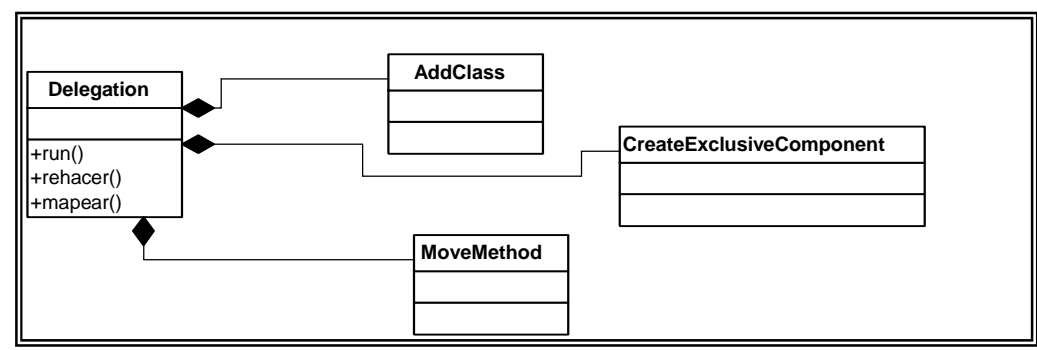 Delegation
+run()
+rehacer()
+mapear()
AddClass
CreateExclusiveComponent
MoveMethod